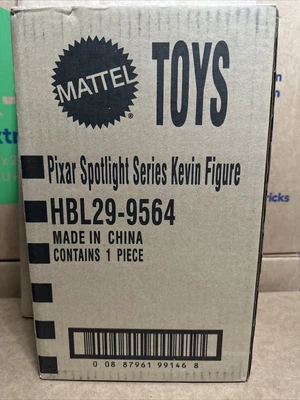 MATTEL
®
TOYS
Pixar Spotlight Series Kevin Figure
HBL29-9564
MADE IN CHINA
CONTAINS 1 PIECE
0 08 87961 99146 8
ricks